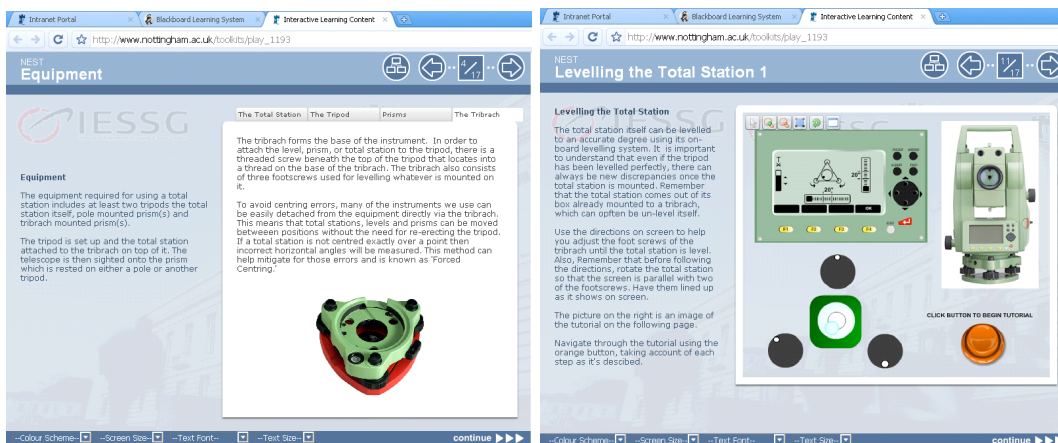 Intranet Portal
Blackboard Learning System
Interactive Learning Content
http://www.nottingham.ac.uk/toolkits/play_1193
NEST
Equipment
4/17
IESSG
Equipment
The equipment required for using a total
station includes at least two tripods the total
station itself, pole mounted prism(s) and
tribrach mounted prism(s).
The tripod is set up and the total station
attached to the tribrach on top of it. The
telescope is then sighted onto the prism
which is rested on either a pole or another
tripod.
The Total Station
The Tripod
Prisms
The Tribrach
The tribrach forms the base of the instrument. In order to
attach the level, prism, or total station to the tripod, there is a
threaded screw beneath the top of the tripod that locates into
a thread on the base of the tribrach. The tribrach also consists
of three footscrews used for levelling whatever is mounted on
it.
To avoid centring errors, many of the instruments we use can
be easily detached from the equipment directly via the tribrach.
This means that total stations, levels and prisms can be moved
betweeen positions without the need for re-erecting the tripod.
If a total station is not centred exactly over a point then
incorrect horizontal angles will be measured. This method can
help mitigate for those errors and is known as 'Forced
Centring.'
--Colour Scheme-- --Screen Size-- --Text Font-- --Text Size-- continue
Intranet Portal
Blackboard Learning System
Interactive Learning Content
http://www.nottingham.ac.uk/toolkits/play_1193
NEST
Levelling the Total Station 1
11/17
IESSG
Levelling the Total Station
The total station itself can be levelled
to an accurate degree using its on-
board levelling system. It is important
to understand that even if the tripod
has been levelled perfectly, there can
always be new discrepancies once the
total station is mounted. Remember
that the total station comes out of its
box already mounted to a tribrach,
which can opften be un-level itself.
Use the directions on screen to help
you adjust the foot screws of the
tribrach until the total station is level.
Also, Remember that before following
the directions, rotate the total station
so that the screen is parallel with two
of the footscrews. Have them lined up
as it shows on screen.
The picture on the right is an image of
the tutorial on the following page.
Navigate through the tutorial using the
orange button, taking account of each
step as it's descibed.
20"
20"
OK
F1 F2 F3 F4
CLICK BUTTON TO BEGIN TUTORIAL
--Colour Scheme-- --Screen Size-- --Text Font-- --Text Size-- continue